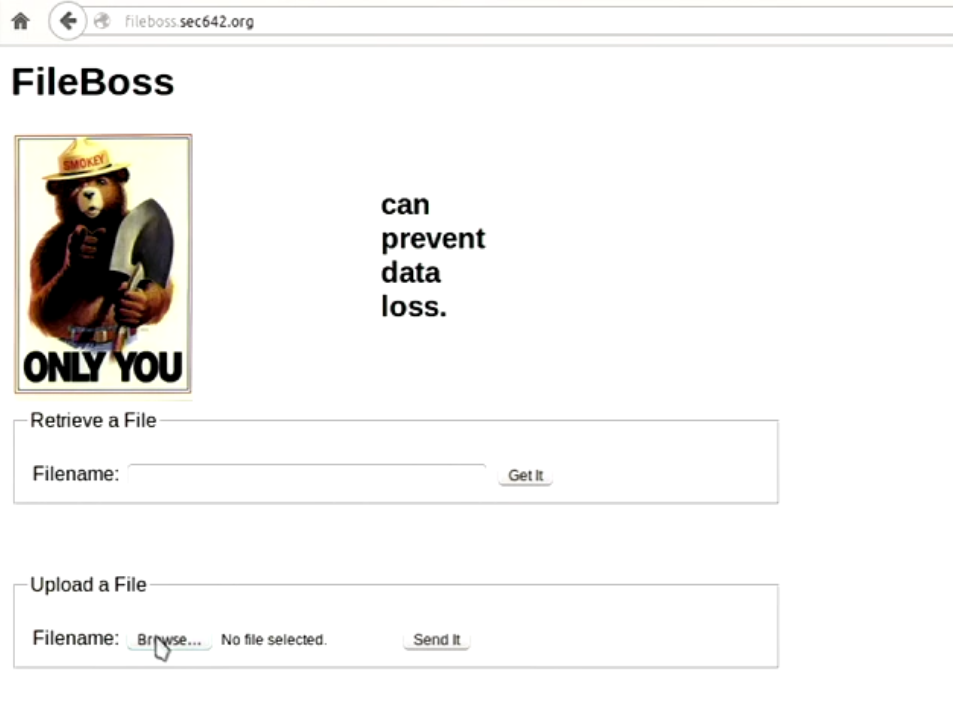 fileboss.sec642.org
FileBoss
SMOKEY
ONLY YOU
can
prevent
data
loss.
Retrieve a File
Filename:
Get It
Upload a File
Filename: Browse... No file selected. Send It